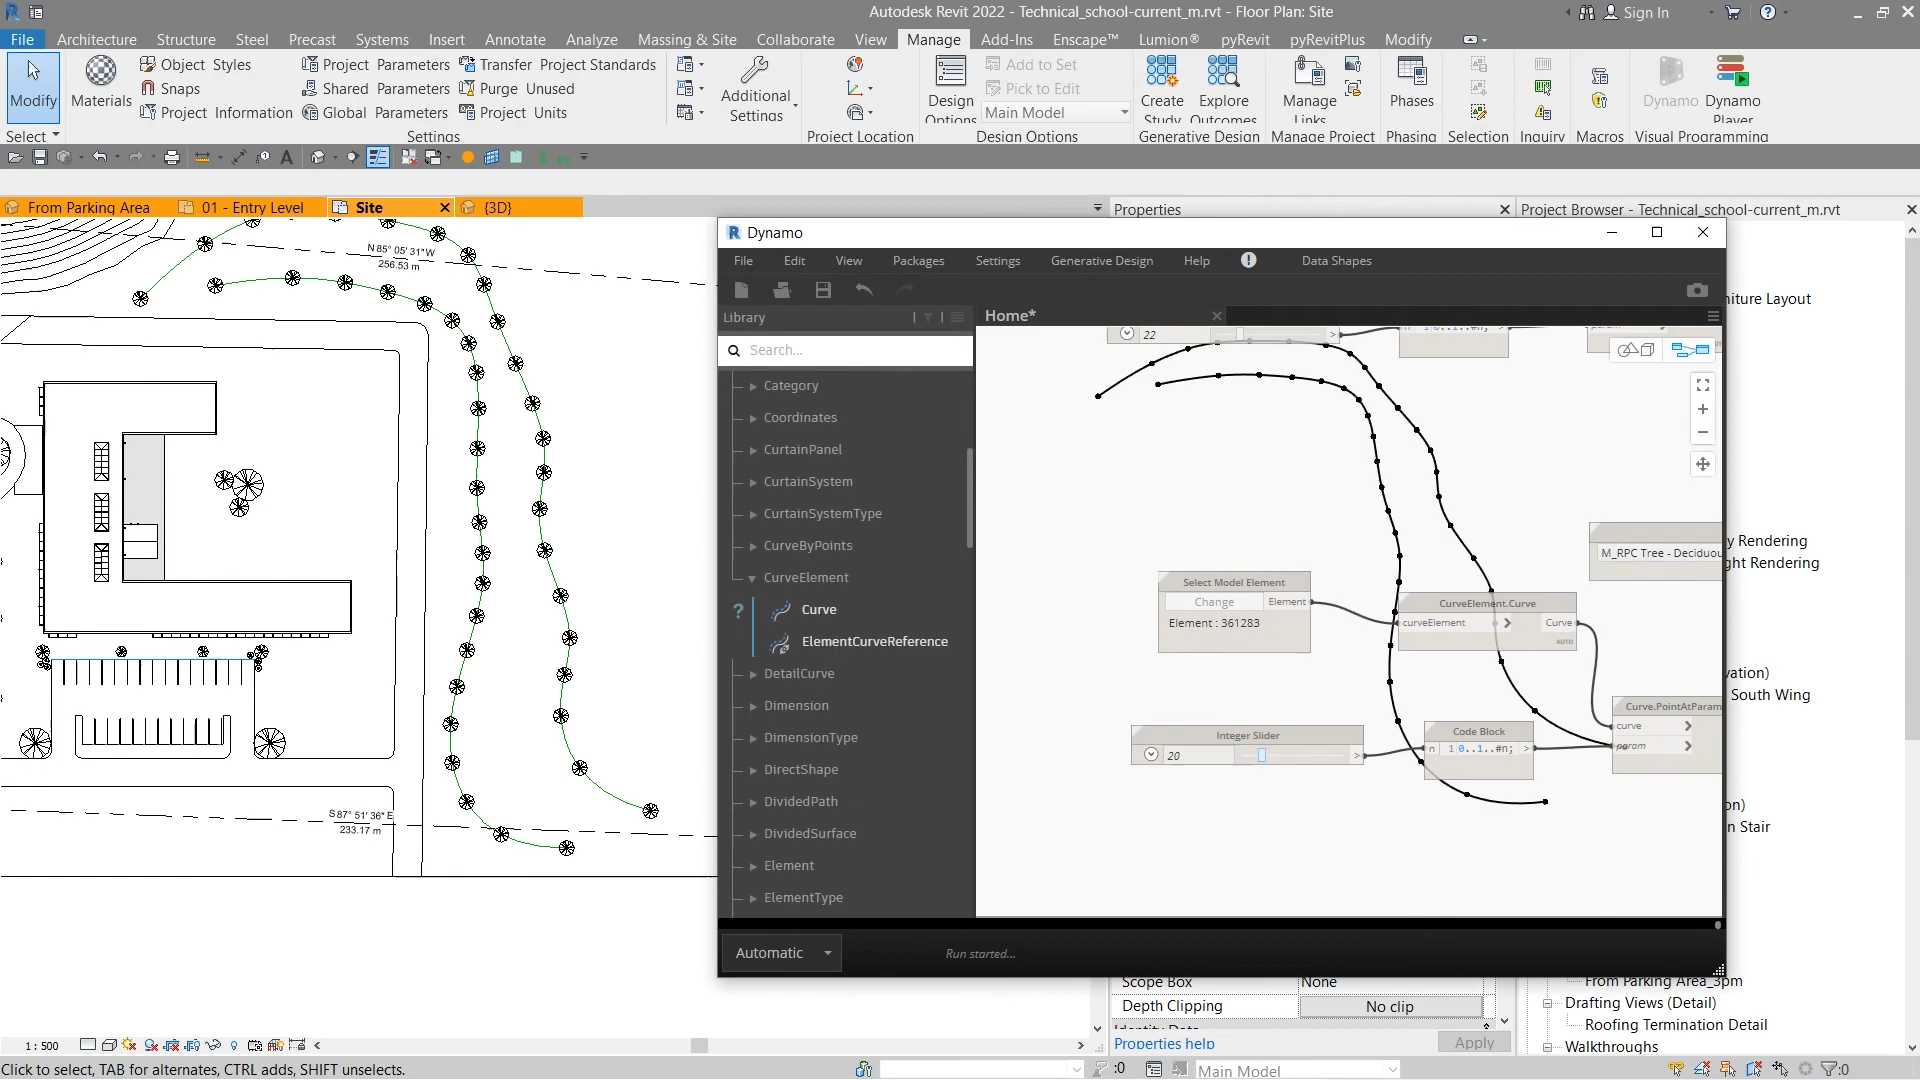 Autodesk Revit 2022 - Technical_school-current_m.rvt - Floor Plan: Site
Sign In
File Architecture Structure Steel Precast Systems Insert Annotate Analyze Massing & Site Collaborate View Manage Add-Ins Enscape™ Lumion® pyRevit pyRevitPlus Modify
Modify
Materials
Object Styles
Snaps
Project Information
Project Parameters
Shared Parameters
Global Parameters
Transfer Project Standards
Purge Unused
Project Units
Additional
Settings
Design
Options
Add to Set
Pick to Edit
Main Model
Create
Study
Explore
Outcomes
Manage
Links
Phases
Dynamo
Dynamo
Player
Select
Settings
Project Location
Design Options
Generative Design
Manage Project
Phasing
Selection
Inquiry
Macros
Visual Programming
From Parking Area
01 - Entry Level
Site
{3D}
Properties
Project Browser - Technical_school-current_m.rvt
N 85° 05' 31" W
256.53 m
S 87° 51' 36" E
233.17 m
Dynamo
File Edit View Packages Settings Generative Design Help Data Shapes
Library
Home*
Search...
Category
Coordinates
CurtainPanel
CurtainSystem
CurtainSystemType
CurveByPoints
CurveElement
? Curve
ElementCurveReference
DetailCurve
Dimension
DimensionType
DirectShape
DividedPath
DividedSurface
Element
ElementType
22 >
Select Model Element
Change Element
Element : 361283
CurveElement.Curve
curveElement > Curve
AUTO
M_RPC Tree - Deciduou
Integer Slider
20 >
Code Block
n 1 0..1..#n; >
Curve.PointAtParam
curve >
param >
Automatic
Run started...
niture Layout
y Rendering
ght Rendering
vation)
South Wing
on)
n Stair
From Parking Area_3pm
Drafting Views (Detail)
Roofing Termination Detail
Walkthroughs
Scope Box None
Depth Clipping No clip
Properties help Apply
1 : 500
Click to select, TAB for alternates, CTRL adds, SHIFT unselects.
:0
Main Model
:0